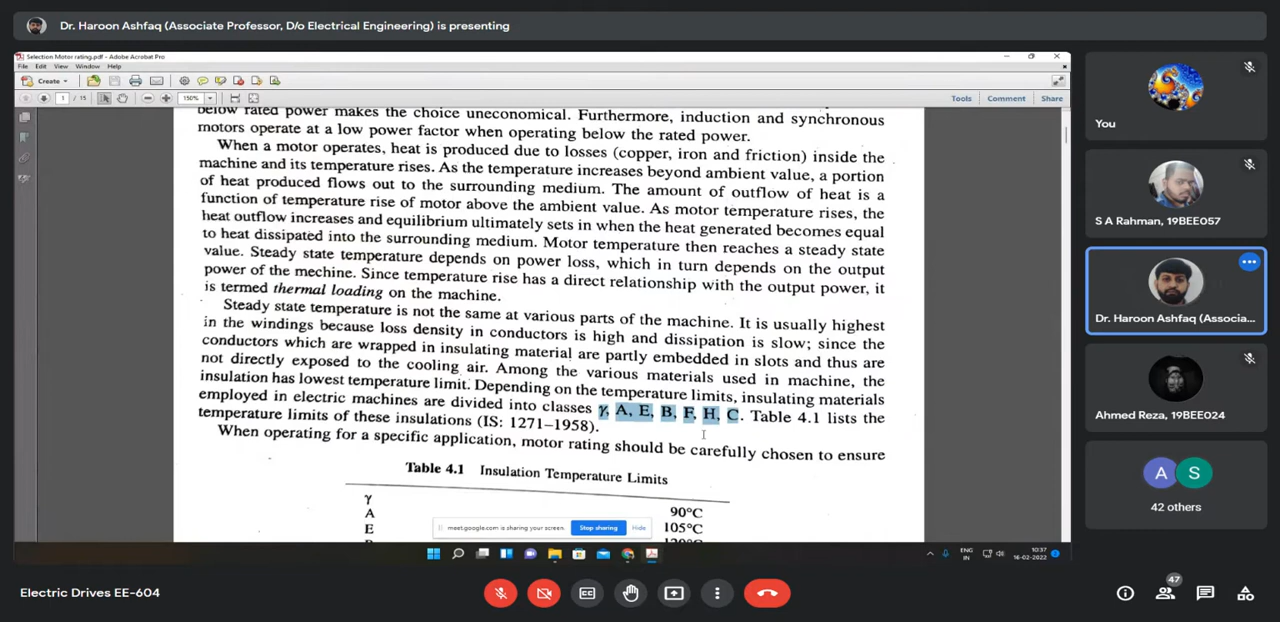 Dr. Haroon Ashfaq (Associate Professor, D/o Electrical Engineering) is presenting
Selection Motor rating.pdf - Adobe Acrobat Pro
File Edit View Window Help
Create
1 / 15 150% Tools Comment Share
below rated power makes the choice uneconomical. Furthermore, induction and synchronous
motors operate at a low power factor when operating below the rated power.
When a motor operates, heat is produced due to losses (copper, iron and friction) inside the
machine and its temperature rises. As the temperature increases beyond ambient value, a portion
of heat produced flows out to the surrounding medium. The amount of outflow of heat is a
function of temperature rise of motor above the ambient value. As motor temperature rises, the
heat outflow increases and equilibrium ultimately sets in when the heat generated becomes equal
to heat dissipated into the surrounding medium. Motor temperature then reaches a steady state
value. Steady state temperature depends on power loss, which in turn depends on the output
power of the mechine. Since temperature rise has a direct relationship with the output power, it
is termed thermal loading on the machine.
Steady state temperature is not the same at various parts of the machine. It is usually highest
in the windings because loss density in conductors is high and dissipation is slow; since the
conductors which are wrapped in insulating material are partly embedded in slots and thus are
not directly exposed to the cooling air. Among the various materials used in machine, the
insulation has lowest temperature limit. Depending on the temperature limits, insulating materials
employed in electric machines are divided into classes γ, A, E, B, F, H, C. Table 4.1 lists the
temperature limits of these insulations (IS: 1271–1958).
When operating for a specific application, motor rating should be carefully chosen to ensure
Table 4.1 Insulation Temperature Limits
γ 90°C
A 105°C
E
meet.google.com is sharing your screen. Stop sharing Hide
ENG
IN
10:37
16-02-2022
You
S A Rahman, 19BEE057
Dr. Haroon Ashfaq (Associa...
Ahmed Reza, 19BEE024
A S
42 others
Electric Drives EE-604
47